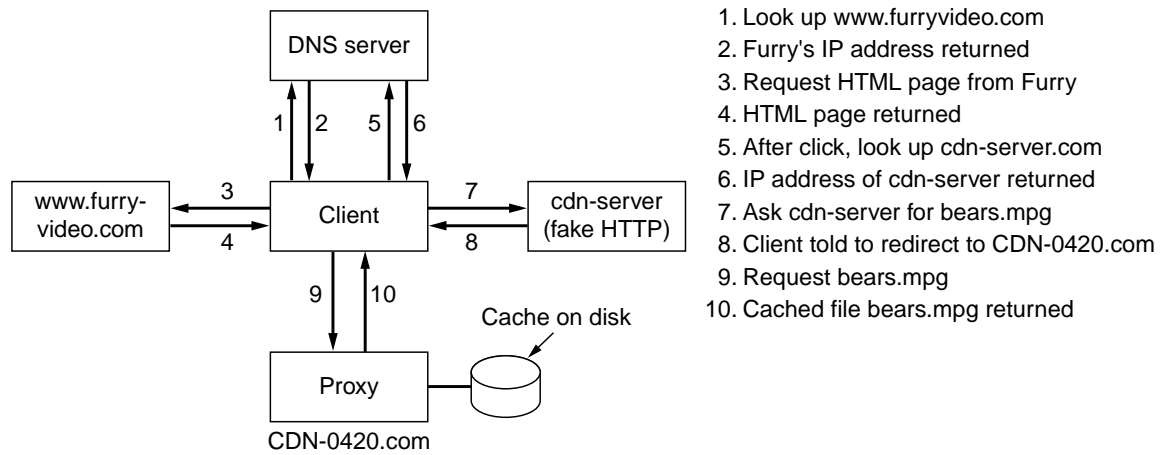 DNS server
1
2
5
6
www.furry-
video.com
3
4
Client
7
8
cdn-server
(fake HTTP)
9
10
Cache on disk
Proxy
CDN-0420.com
1. Look up www.furryvideo.com
2. Furry's IP address returned
3. Request HTML page from Furry
4. HTML page returned
5. After click, look up cdn-server.com
6. IP address of cdn-server returned
7. Ask cdn-server for bears.mpg
8. Client told to redirect to CDN-0420.com
9. Request bears.mpg
10. Cached file bears.mpg returned